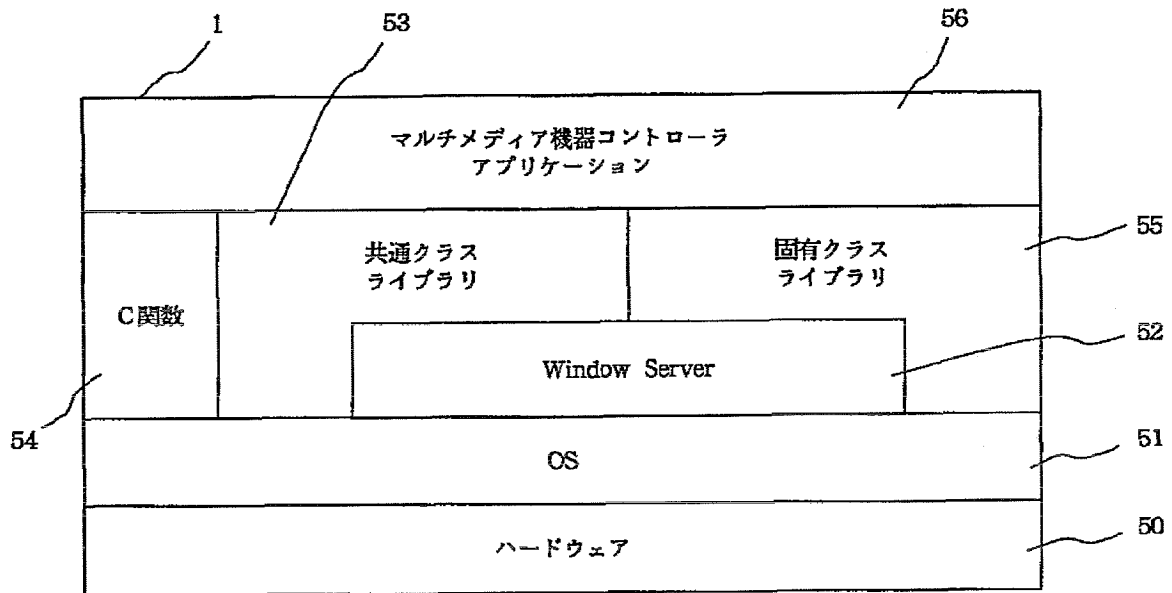 1
53
56
マルチメディア機器コントローラ
アプリケーション
共通クラス
ライブラリ
固有クラス
ライブラリ
55
C関数
Window Server
52
54
OS
51
ハードウェア
50